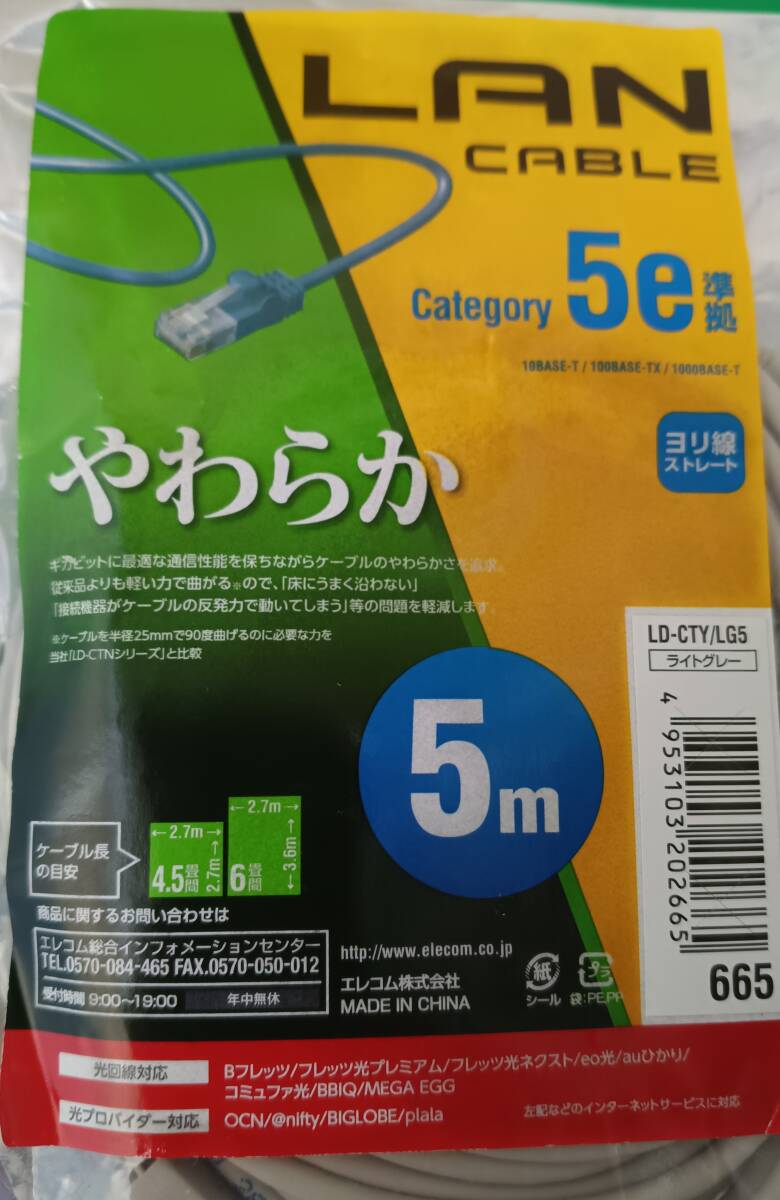 LAN
CABLE
Category 5e 準拠
10BASE-T / 100BASE-TX / 1000BASE-T
ヨリ線
ストレート
やわらか
ギガビットに最適な通信性能を保ちながらケーブルのやわらかさを追求。
従来品よりも軽い力で曲がる※ので、「床にうまく沿わない」
「接続機器がケーブルの反発力で動いてしまう」等の問題を軽減します。
※ケーブルを半径25mmで90度曲げるのに必要な力を
当社「LD-CTNシリーズ」と比較
LD-CTY/LG5
ライトグレー
4 953103 202665
665
5m
ケーブル長
の目安
2.7m
4.5畳間
2.7m
2.7m
6畳間
3.6m
商品に関するお問い合わせは
エレコム総合インフォメーションセンター
TEL.0570-084-465 FAX.0570-050-012
受付時間 9:00〜19:00 年中無休
http://www.elecom.co.jp
エレコム株式会社
MADE IN CHINA
紙
シール
プラ
袋:PE,PP
光回線対応
Bフレッツ/フレッツ光プレミアム/フレッツ光ネクスト/eo光/auひかり/
コミュファ光/BBIQ/MEGA EGG
光プロバイダー対応
OCN/@nifty/BIGLOBE/plala
左記などのインターネットサービスに対応